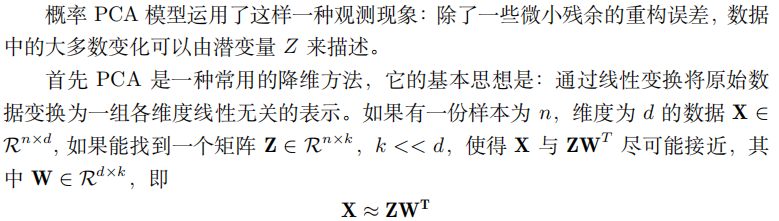 概率 PCA 模型运用了这样一种观测现象：除了一些微小残余的重构误差，数据
中的大多数变化可以由潜变量 Z 来描述。
首先 PCA 是一种常用的降维方法，它的基本思想是：通过线性变换将原始数
据变换为一组各维度线性无关的表示。如果有一份样本为 n，维度为 d 的数据 X ∈
R^{n×d}, 如果能找到一个矩阵 Z ∈ R^{n×k}，k << d，使得 X 与 ZW^T 尽可能接近，其
中 W ∈ R^{d×k}，即
X ≈ ZW^T